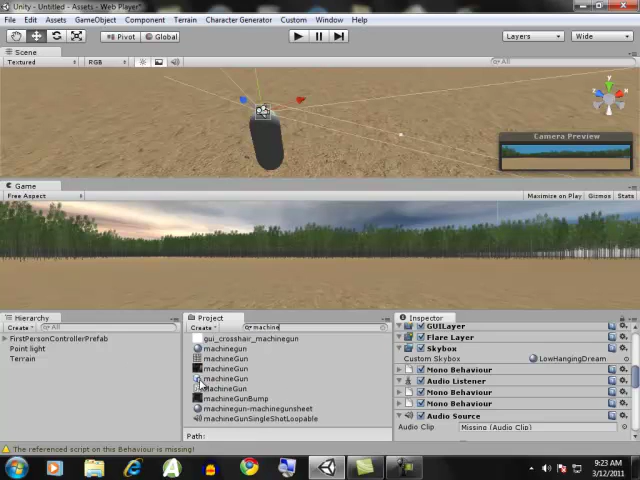 Unity - Untitled - Assets - Web Player*
File Edit Assets GameObject Component Terrain Character Generator Custom Window Help
Pivot Global Layers Wide
Scene
Textured RGB All
Camera Preview
Game
Free Aspect Maximize on Play Gizmos Stats
Hierarchy
Create All
FirstPersonControllerPrefab
Point light
Terrain
Project
Create machine
gui_crosshair_machinegun
machinegun
machineGun
machineGun
machineGun
machineGun
machineGunBump
machinegun-machinegunsheet
machineGunSingleShotLoopable
Path:
Inspector
GUILayer
Flare Layer
Skybox
Custom Skybox LowHangingDream
Mono Behaviour
Audio Listener
Mono Behaviour
Mono Behaviour
Audio Source
Audio Clip Missing (Audio Clip)
The referenced script on this Behaviour is missing!
9:23 AM
3/12/2011